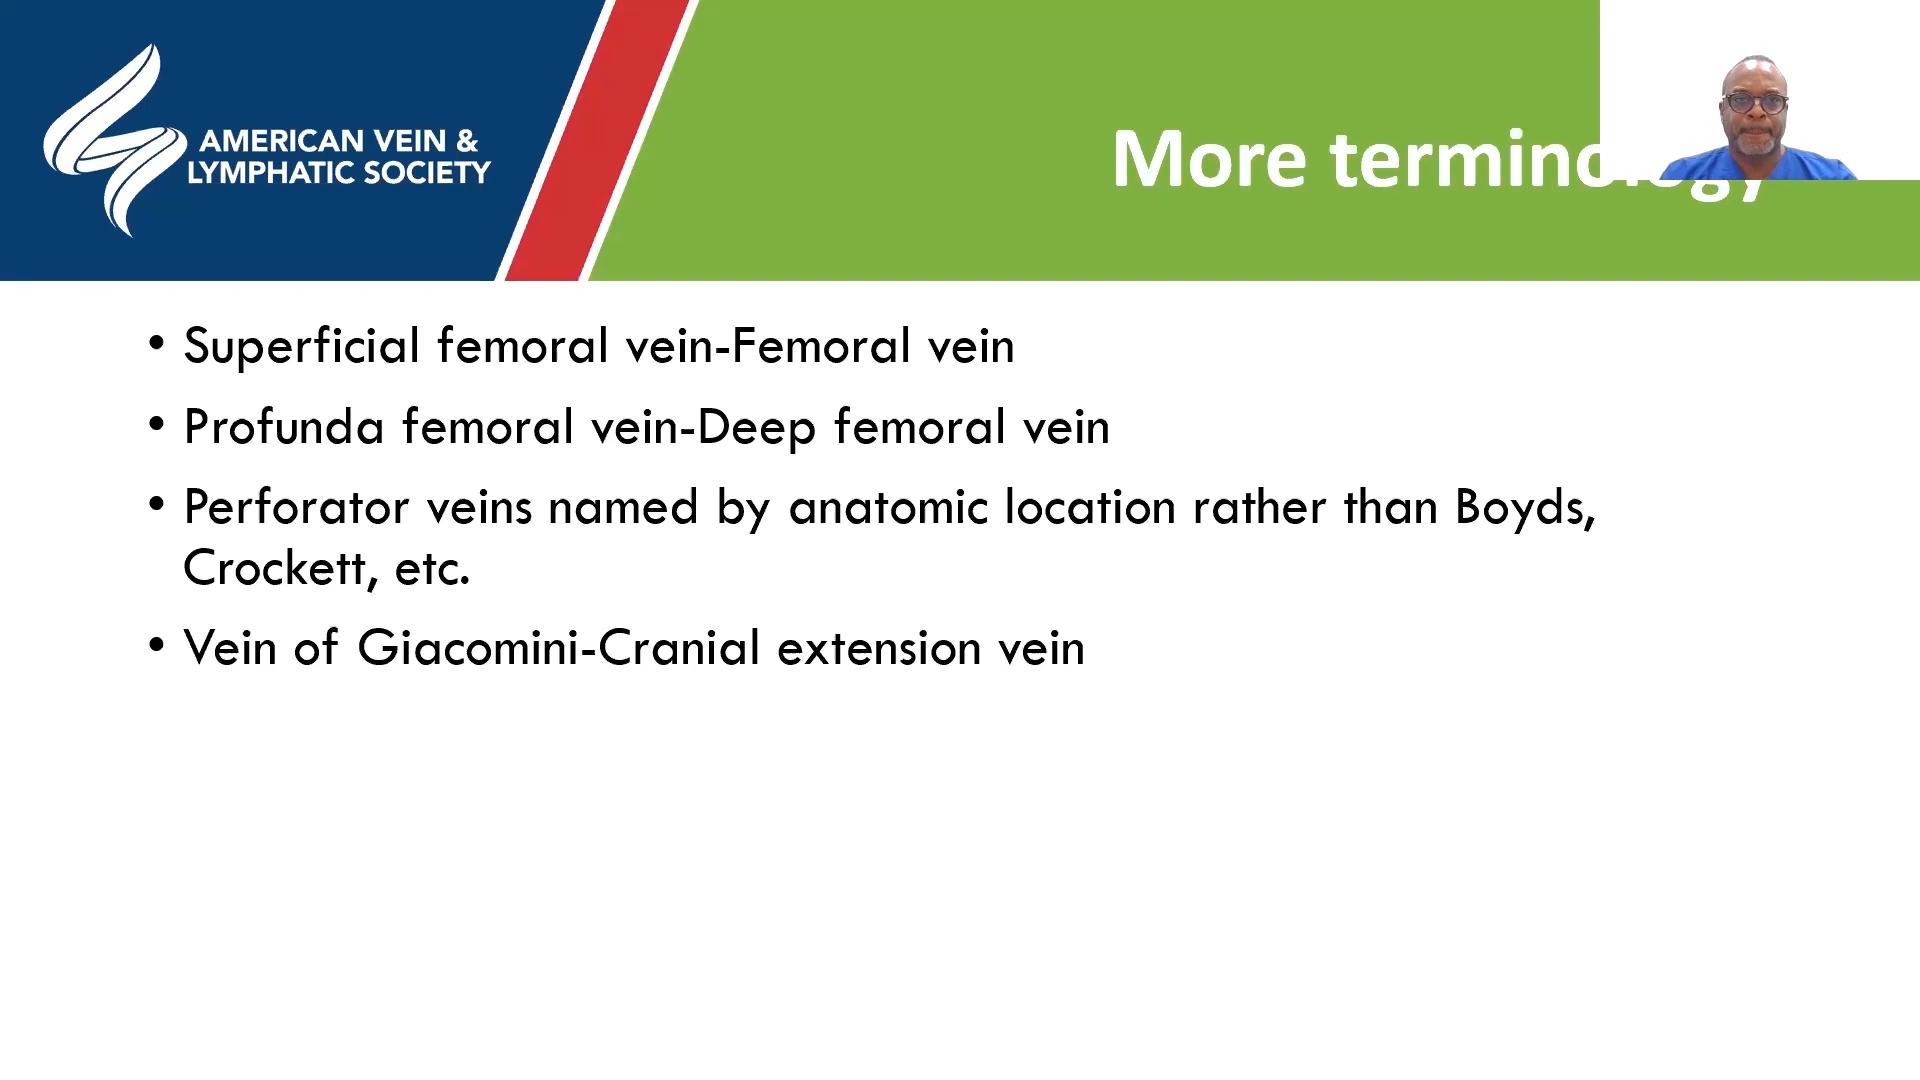 AMERICAN VEIN &
LYMPHATIC SOCIETY
More terminology
• Superficial femoral vein-Femoral vein
• Profunda femoral vein-Deep femoral vein
• Perforator veins named by anatomic location rather than Boyds,
Crockett, etc.
• Vein of Giacomini-Cranial extension vein